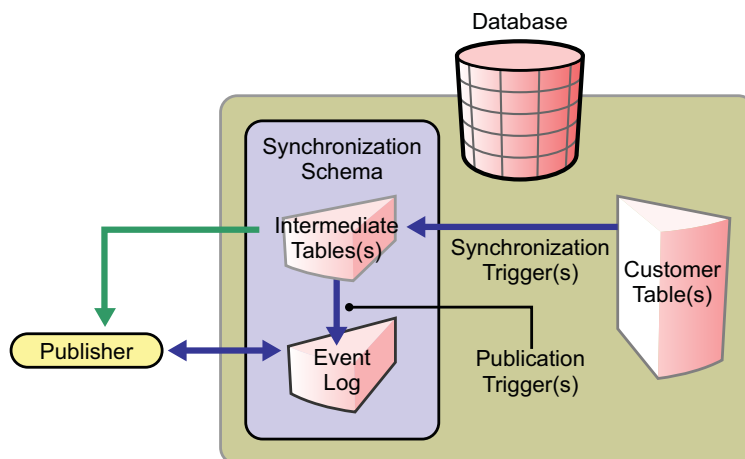 Database
Synchronization
Schema
Intermediate
Tables(s)
Synchronization
Trigger(s)
Customer
Table(s)
Publisher
Event
Log
Publication
Trigger(s)